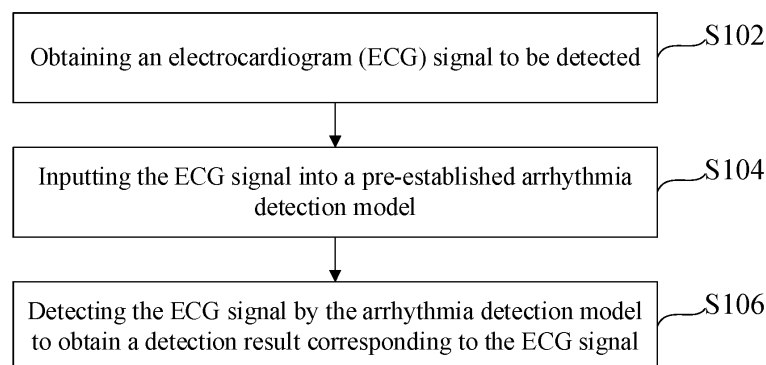 Obtaining an electrocardiogram (ECG) signal to be detected
S102
Inputting the ECG signal into a pre-established arrhythmia
detection model
S104
Detecting the ECG signal by the arrhythmia detection model
to obtain a detection result corresponding to the ECG signal
S106